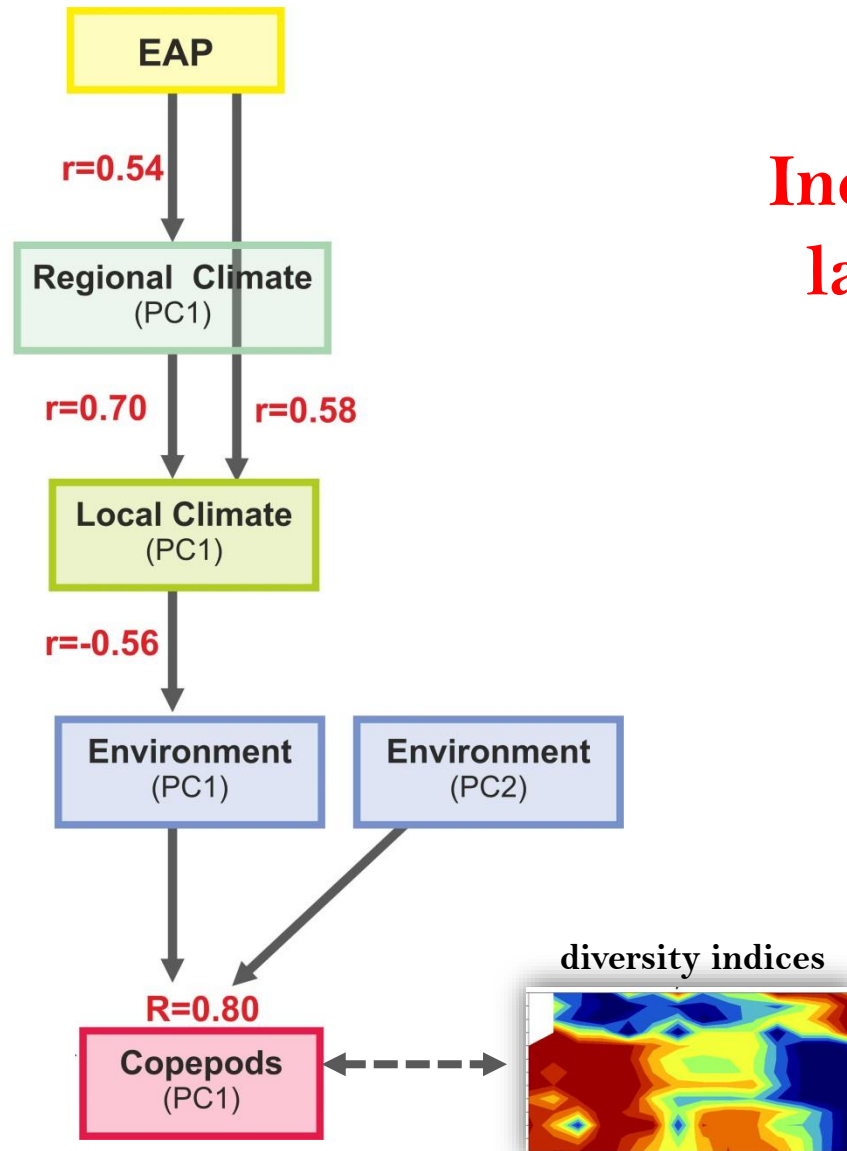 EAP
r=0.54
Regional Climate
(PC1)
r=0.70
r=0.58
Local Climate
(PC1)
r=-0.56
Environment
(PC1)
Environment
(PC2)
diversity indices
R=0.80
Copepods
(PC1)